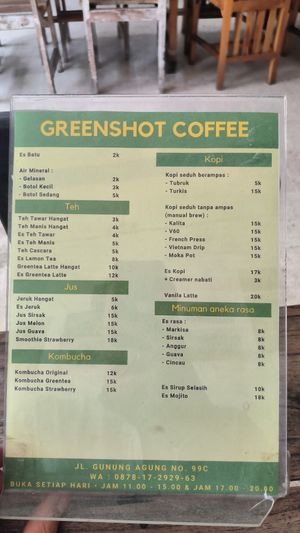 GREENSHOT COFFEE
Es Batu 2k
Air Mineral :
- Gelasan 2k
- Botol Kecil 3k
- Botol Sedang 5k
Teh
Teh Tawar Hangat 3k
Teh Manis Hangat 4k
Es Teh Tawar 4k
Es Teh Manis 5k
Teh Cascara 5k
Es Lemon Tea 8k
Greentea Latte Hangat 10k
Es Greentea Latte 12k
Jus
Jeruk Hangat 5k
Es Jeruk 6k
Jus Sirsak 15k
Jus Melon 15k
Jus Guava 15k
Smoothie Strawberry 18k
Kombucha
Kombucha Original 12k
Kombucha Greentea 15k
Kombucha Strawberry 15k
Kopi
Kopi seduh berampas :
- Tubruk 5k
- Turkis 15k
Kopi seduh tanpa ampas
(manual brew) :
- Kalita 15k
- V60 15k
- French Press 15k
- Vietnam Drip 15k
- Moka Pot 15k
Es Kopi 17k
+ Creamer nabati 3k
Vanila Latte 20k
Minuman aneka rasa
Es rasa :
- Markisa 8k
- Sirsak 8k
- Anggur 8k
- Guava 8k
- Cincau 8k
Es Sirup Selasih 10k
Es Mojito 18k
JL. GUNUNG AGUNG NO. 99C
WA : 0878-17-2929-63
BUKA SETIAP HARI • JAM 11.00 - 15.00 & JAM 17.00 - 20.00